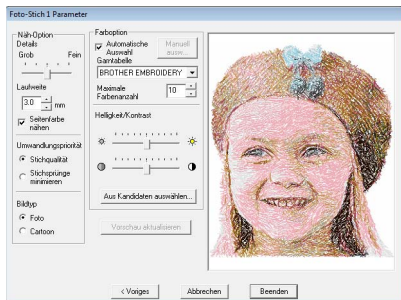 Foto-Stich 1 Parameter
Näh-Option
Details
Grob Fein
Laufweite
3.0 mm
Seitenfarbe
nähen
Umwandlungspriorität
Stichqualität
Stichsprünge
minimieren
Bildtyp
Foto
Cartoon
Farboption
Automatische
Auswahl
Manuell
ausw...
Garntabelle
BROTHER EMBROIDERY
Maximale
Farbenanzahl
10
Helligkeit/Kontrast
Aus Kandidaten auswählen...
Vorschau aktualisieren
< Voriges Abbrechen Beenden